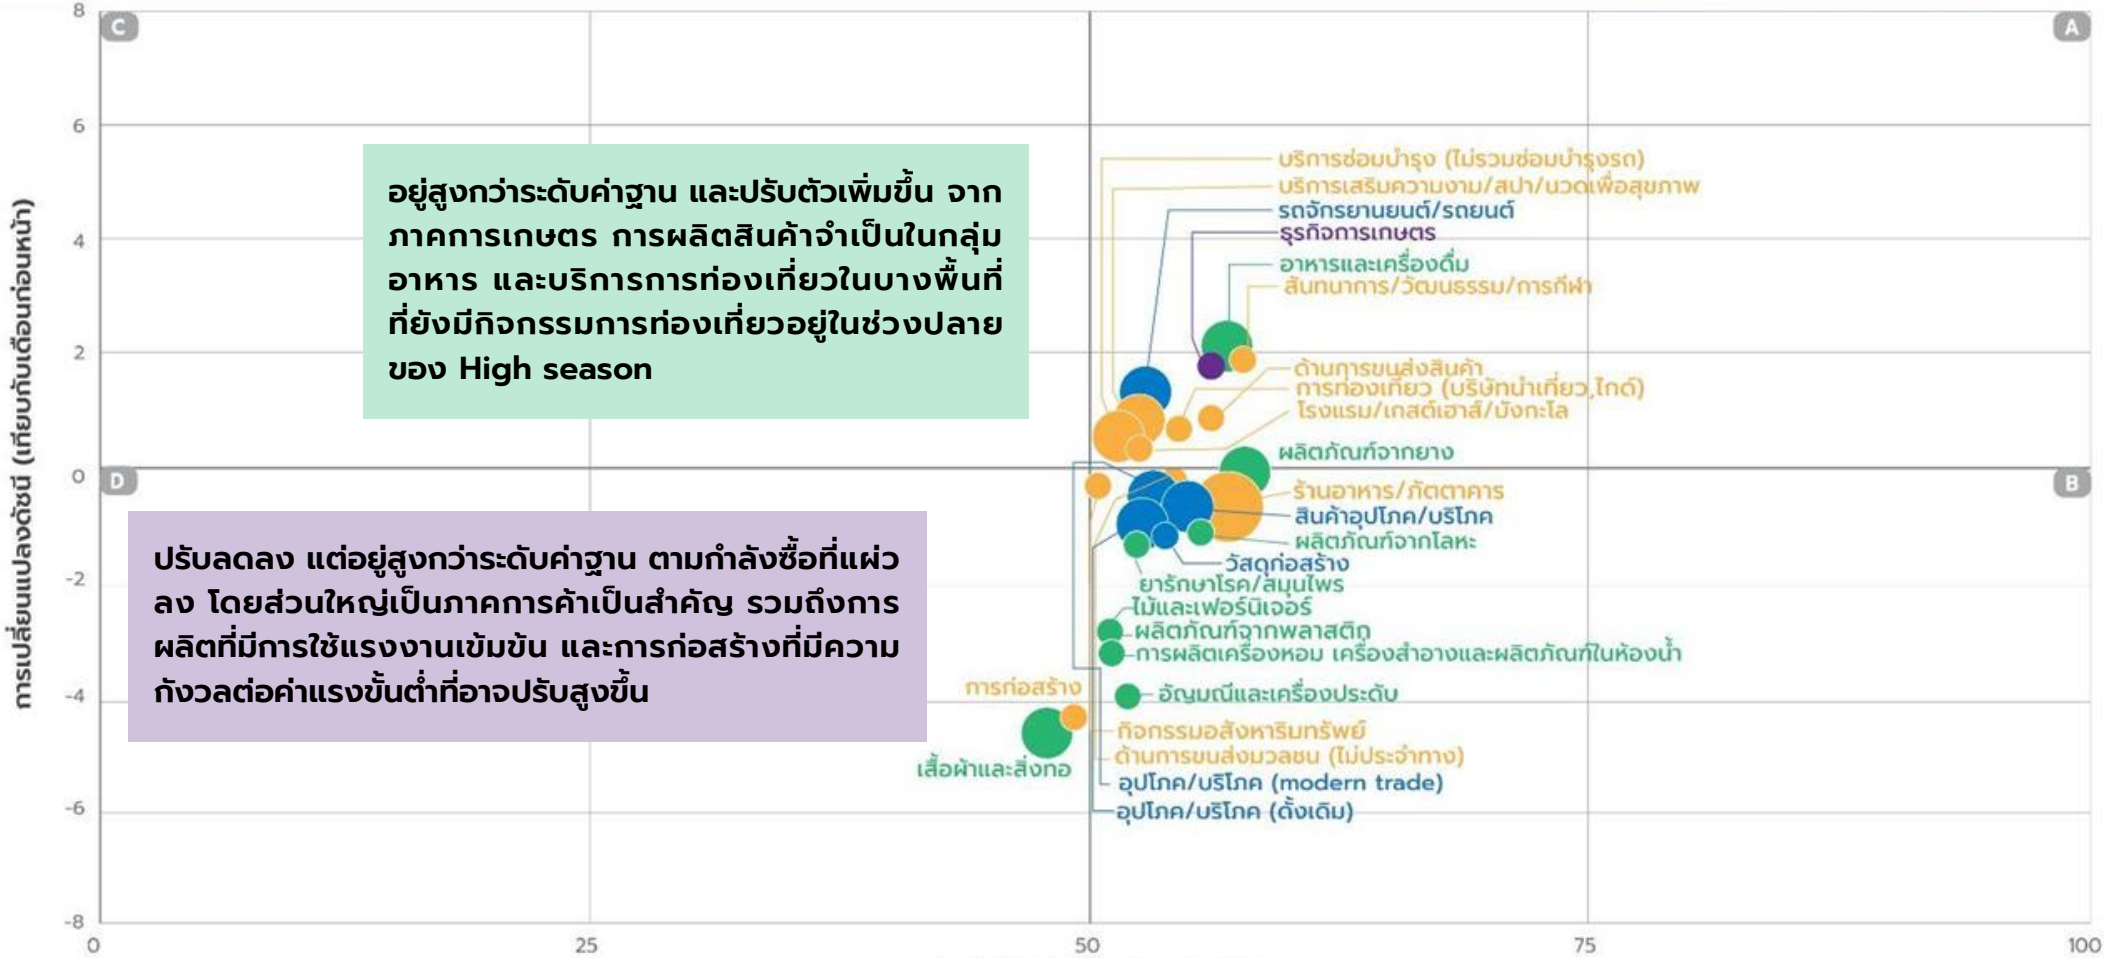 8
C
A
6
บริการซ่อมบำรุง (ไม่รวมซ่อมบำรุงรถ)
บริการเสริมความงาม/สปา/นวดเพื่อสุขภาพ
รถจักรยานยนต์/รถยนต์
ธุรกิจการเกษตร
อาหารและเครื่องดื่ม
สันทนาการ/วัฒนธรรม/การกีฬา
อยู่สูงกว่าระดับค่าฐาน และปรับตัวเพิ่มขึ้น จาก
ภาคการเกษตร การผลิตสินค้าจำเป็นในกลุ่ม
อาหาร และบริการการท่องเที่ยวในบางพื้นที่
ที่ยังมีกิจกรรมการท่องเที่ยวอยู่ในช่วงปลาย
ของ High season
4
2
ด้านการขนส่งสินค้า
การท่องเที่ยว (บริษัทนำเที่ยว,ไกด์)
โรงแรม/เกสต์เฮาส์/บังกะโล
การเปลี่ยนแปลงดัชนี (เทียบกับเดือนก่อนหน้า)
ผลิตภัณฑ์จากยาง
0
D
B
ร้านอาหาร/ภัตตาคาร
สินค้าอุปโภค/บริโภค
ผลิตภัณฑ์จากโลหะ
วัสดุก่อสร้าง
ยารักษาโรค/สมุนไพร
ไม้และเฟอร์นิเจอร์
ผลิตภัณฑ์จากพลาสติก
การผลิตเครื่องหอม เครื่องสำอางและผลิตภัณฑ์ในห้องน้ำ
ปรับลดลง แต่อยู่สูงกว่าระดับค่าฐาน ตามกำลังซื้อที่แผ่ว
ลง โดยส่วนใหญ่เป็นภาคการค้าเป็นสำคัญ รวมถึงการ
ผลิตที่มีการใช้แรงงานเข้มข้น และการก่อสร้างที่มีความ
กังวลต่อค่าแรงขั้นต่ำที่อาจปรับสูงขึ้น
-2
-4
การก่อสร้าง
อัญมณีและเครื่องประดับ
กิจกรรมอสังหาริมทรัพย์
ด้านการขนส่งมวลชน (ไม่ประจำทาง)
เสื้อผ้าและสิ่งทอ
อุปโภค/บริโภค (modern trade)
อุปโภค/บริโภค (ดั้งเดิม)
-6
-8
0
25
50
75
100